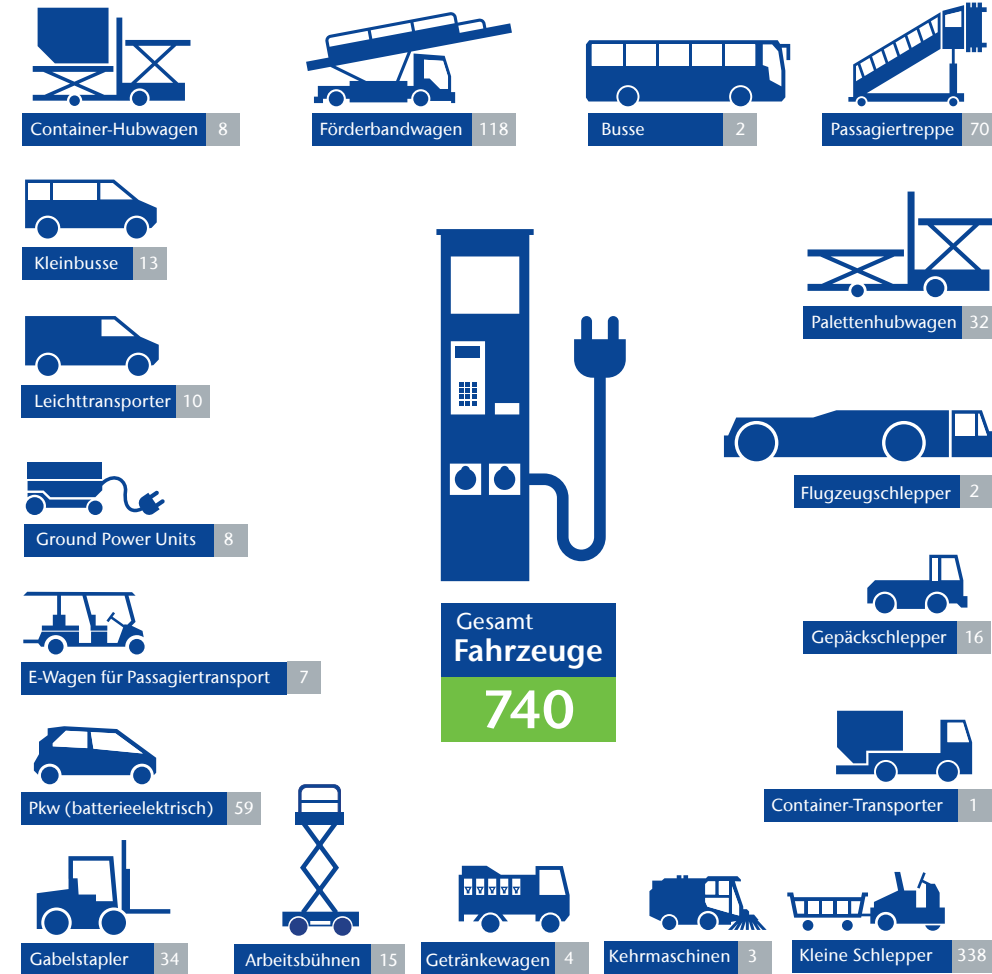 Container-Hubwagen 8
Förderbandwagen 118
Busse 2
Passagiertreppe 70
Kleinbusse 13
Palettenhubwagen 32
Leichttransporter 10
Flugzeugschlepper 2
Ground Power Units 8
Gepäckschlepper 16
E-Wagen für Passagiertransport 7
Gesamt
Fahrzeuge
740
Pkw (batterieelektrisch) 59
Container-Transporter 1
Gabelstapler 34
Arbeitsbühnen 15
Getränkewagen 4
Kehrmaschinen 3
Kleine Schlepper 338